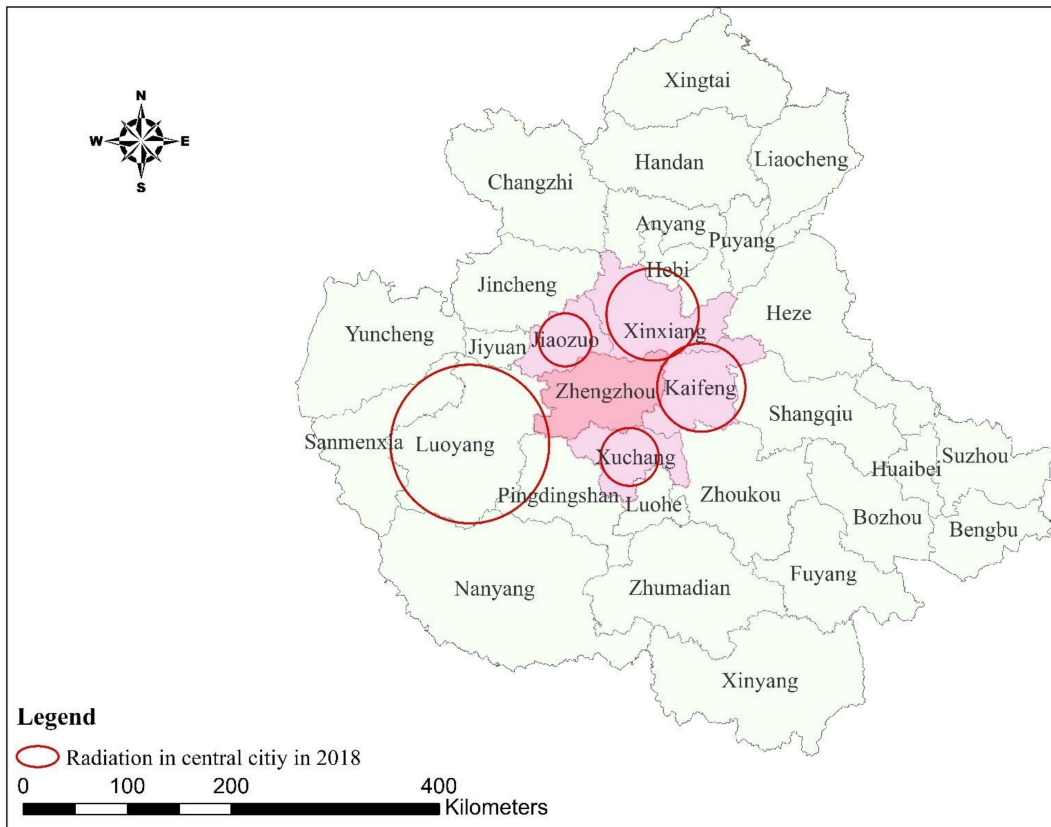 Xingtai
N
W E
S
Handan
Liaocheng
Changzhi
Anyang
Puyang
Hebi
Jincheng
Heze
Yuncheng
Xinxiang
Jiaozuo
Jiyuan
Zhengzhou
Kaifeng
Shangqiu
Sanmenxia
Luoyang
Xuchang
Suzhou
Huaibei
Pingdingshan
Zhoukou
Luohe
Bozhou
Bengbu
Fuyang
Nanyang
Zhumadian
Xinyang
Legend
Radiation in central citiy in 2018
0 100 200 400
Kilometers